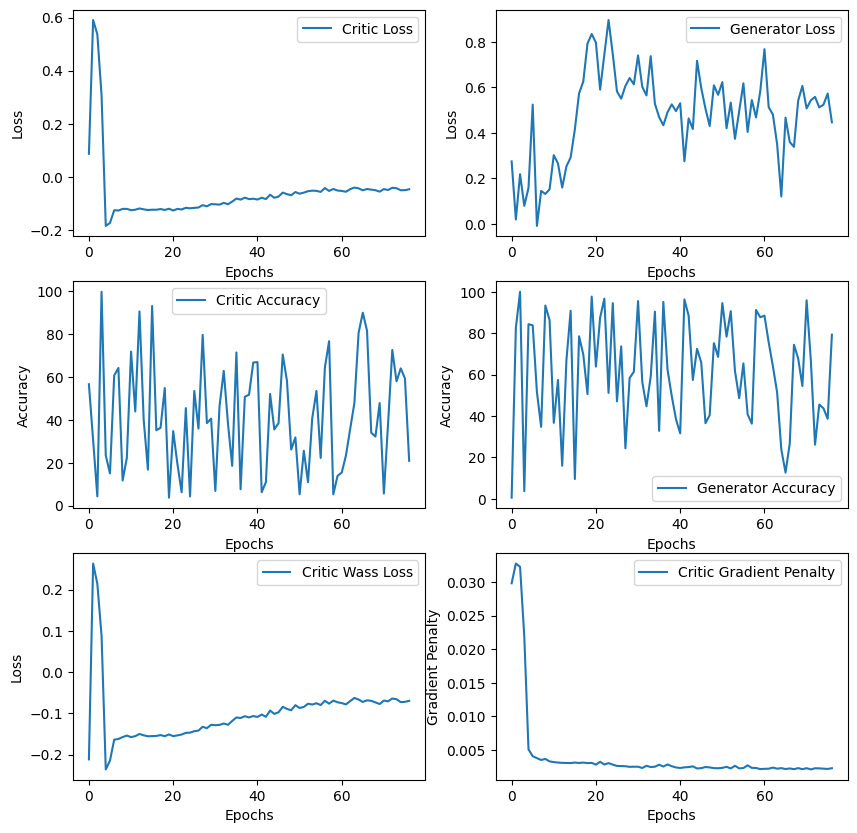 Critic Loss
Loss
0.6
0.4
0.2
0.0
−0.2
0 20 40 60
Epochs
Generator Loss
Loss
0.8
0.6
0.4
0.2
0.0
0 20 40 60
Epochs
Critic Accuracy
Accuracy
100
80
60
40
20
0
0 20 40 60
Epochs
Generator Accuracy
Accuracy
100
80
60
40
20
0
0 20 40 60
Epochs
Critic Wass Loss
Loss
0.2
0.1
0.0
−0.1
−0.2
0 20 40 60
Epochs
Critic Gradient Penalty
Gradient Penalty
0.030
0.025
0.020
0.015
0.010
0.005
0 20 40 60
Epochs